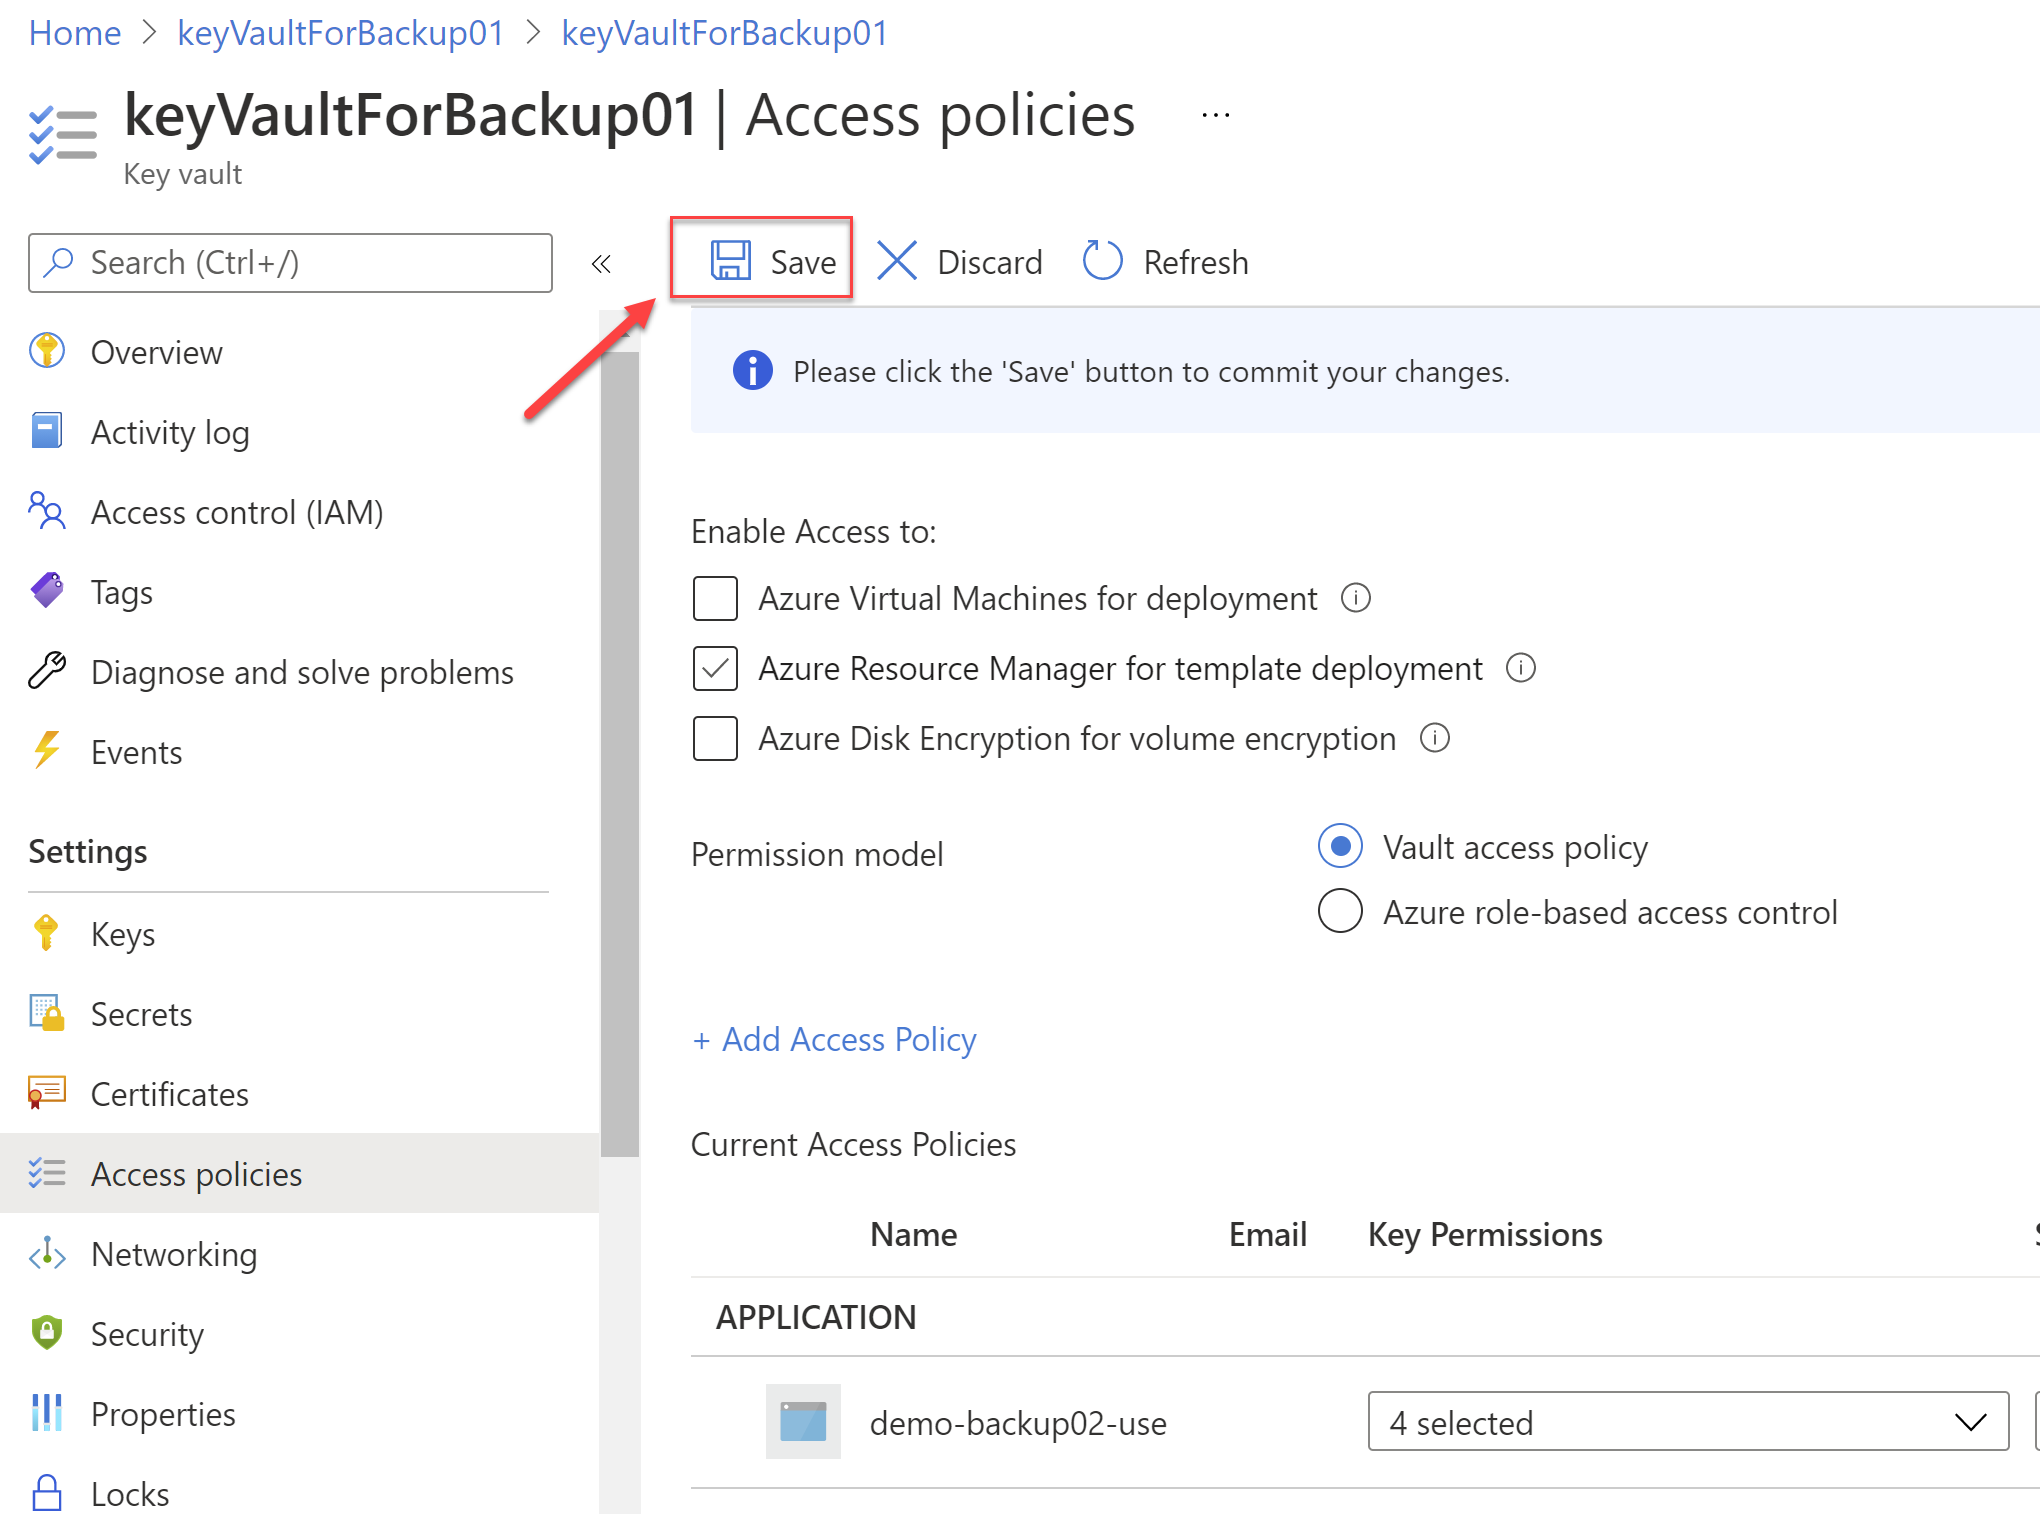 Home > keyVaultForBackup01 > keyVaultForBackup01
keyVaultForBackup01 | Access policies ...
Key vault
Search (Ctrl+/)
«
Save
Discard
Refresh
Overview
Activity log
Access control (IAM)
Tags
Diagnose and solve problems
Events
Settings
Keys
Secrets
Certificates
Access policies
Networking
Security
Properties
Locks
Please click the 'Save' button to commit your changes.
Enable Access to:
Azure Virtual Machines for deployment
Azure Resource Manager for template deployment
Azure Disk Encryption for volume encryption
Permission model
Vault access policy
Azure role-based access control
+ Add Access Policy
Current Access Policies
Name Email Key Permissions
APPLICATION
demo-backup02-use 4 selected